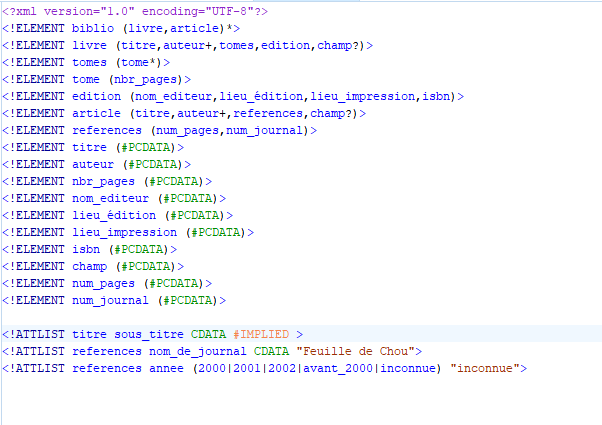 <?xml version="1.0" encoding="UTF-8"?>
<!ELEMENT biblio (livre,article)*>
<!ELEMENT livre (titre,auteur+,tomes,edition,champ?)>
<!ELEMENT tomes (tome*)>
<!ELEMENT tome (nbr_pages)>
<!ELEMENT edition (nom_editeur,lieu_édition,lieu_impression,isbn)>
<!ELEMENT article (titre,auteur+,references,champ?)>
<!ELEMENT references (num_pages,num_journal)>
<!ELEMENT titre (#PCDATA)>
<!ELEMENT auteur (#PCDATA)>
<!ELEMENT nbr_pages (#PCDATA)>
<!ELEMENT nom_editeur (#PCDATA)>
<!ELEMENT lieu_édition (#PCDATA)>
<!ELEMENT lieu_impression (#PCDATA)>
<!ELEMENT isbn (#PCDATA)>
<!ELEMENT champ (#PCDATA)>
<!ELEMENT num_pages (#PCDATA)>
<!ELEMENT num_journal (#PCDATA)>
<!ATTLIST titre sous_titre CDATA #IMPLIED >
<!ATTLIST references nom_de_journal CDATA "Feuille de Chou">
<!ATTLIST references annee (2000|2001|2002|avant_2000|inconnue) "inconnue">